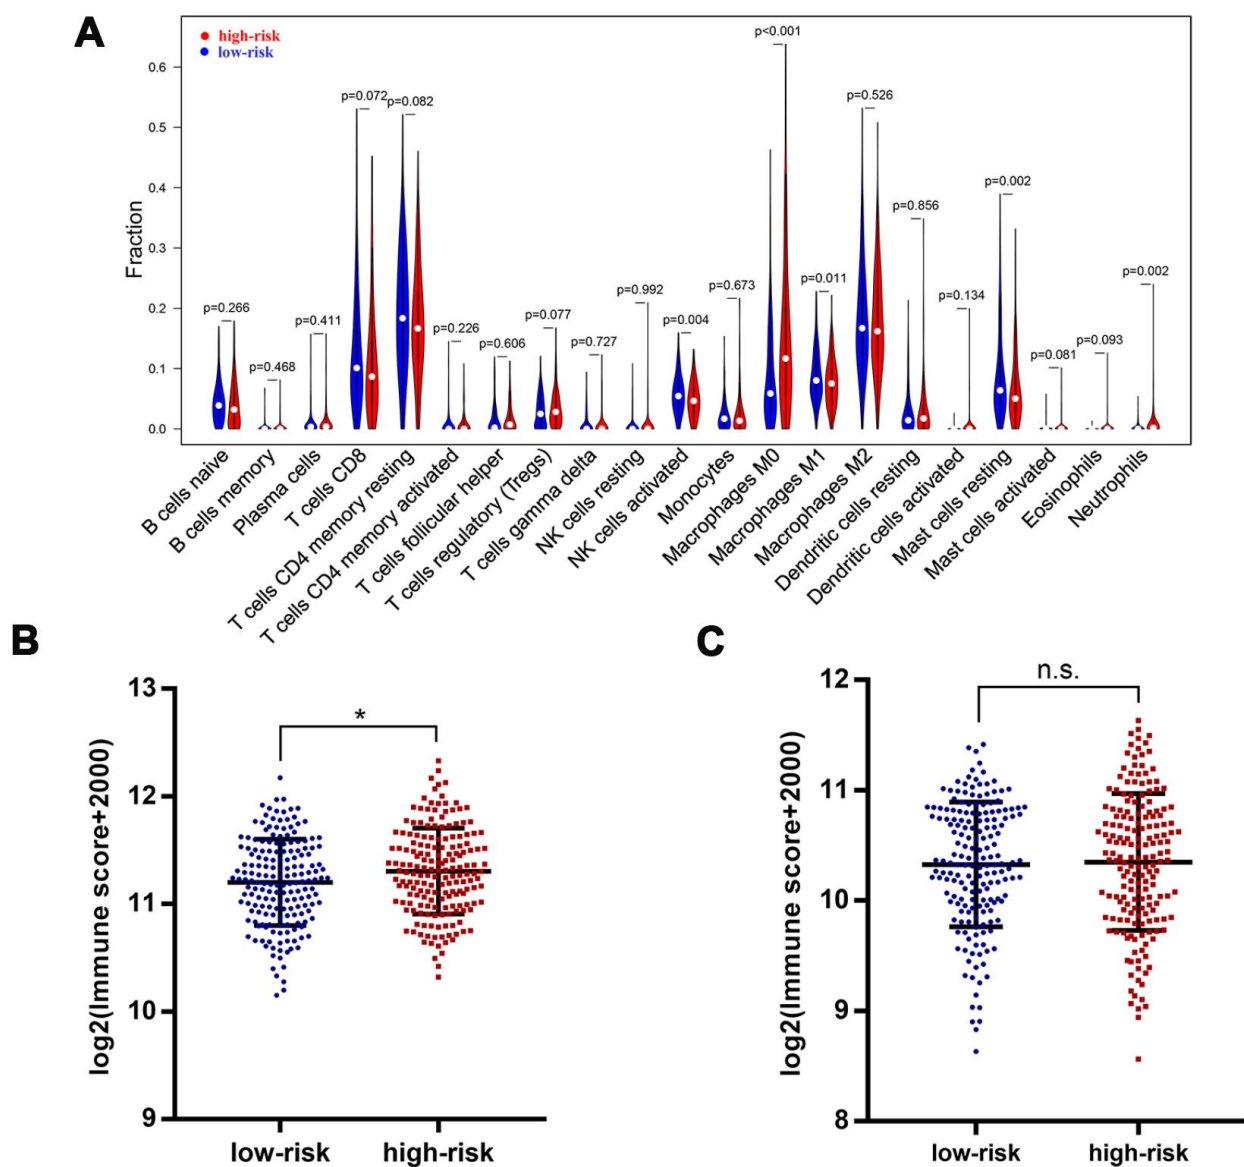 A
high-risk
low-risk
Fraction
0.6
0.5
0.4
0.3
0.2
0.1
0.0
p=0.266
p=0.468
p=0.411
p=0.072
p=0.082
p=0.226
p=0.606
p=0.077
p=0.727
p=0.992
p=0.004
p=0.673
p<0.001
p=0.011
p=0.526
p=0.856
p=0.134
p=0.002
p=0.081
p=0.093
p=0.002
B cells naive
B cells memory
Plasma cells
T cells CD8
T cells CD4 memory resting
T cells CD4 memory activated
T cells follicular helper
T cells regulatory (Tregs)
T cells gamma delta
NK cells resting
NK cells activated
Monocytes
Macrophages M0
Macrophages M1
Macrophages M2
Dendritic cells resting
Dendritic cells activated
Mast cells resting
Mast cells activated
Eosinophils
Neutrophils
B
log2(Immune score+2000)
13
12
11
10
9
*
low-risk
high-risk
C
log2(Immune score+2000)
12
11
10
9
8
n.s.
low-risk
high-risk